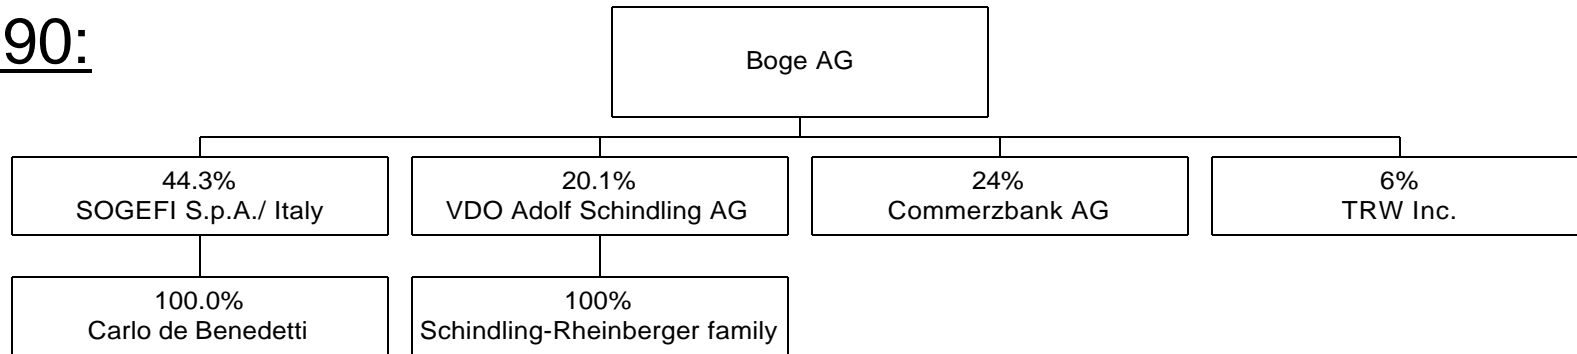 90:
Boge AG
44.3%
SOGEFI S.p.A./ Italy
20.1%
VDO Adolf Schindling AG
24%
Commerzbank AG
6%
TRW Inc.
100.0%
Carlo de Benedetti
100%
Schindling-Rheinberger family